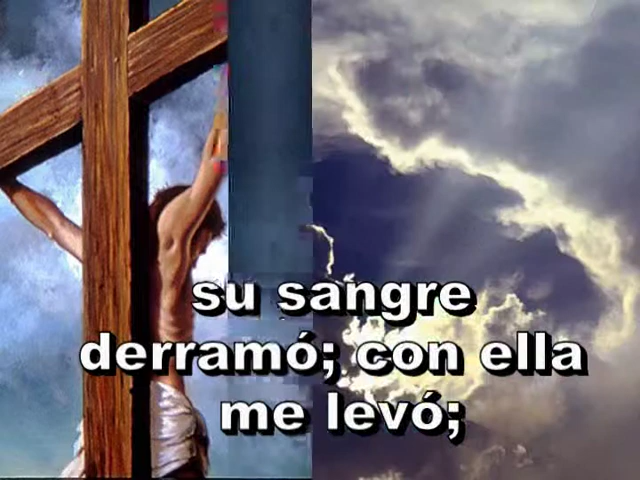 su sangre
derramó; con ella
me levó;